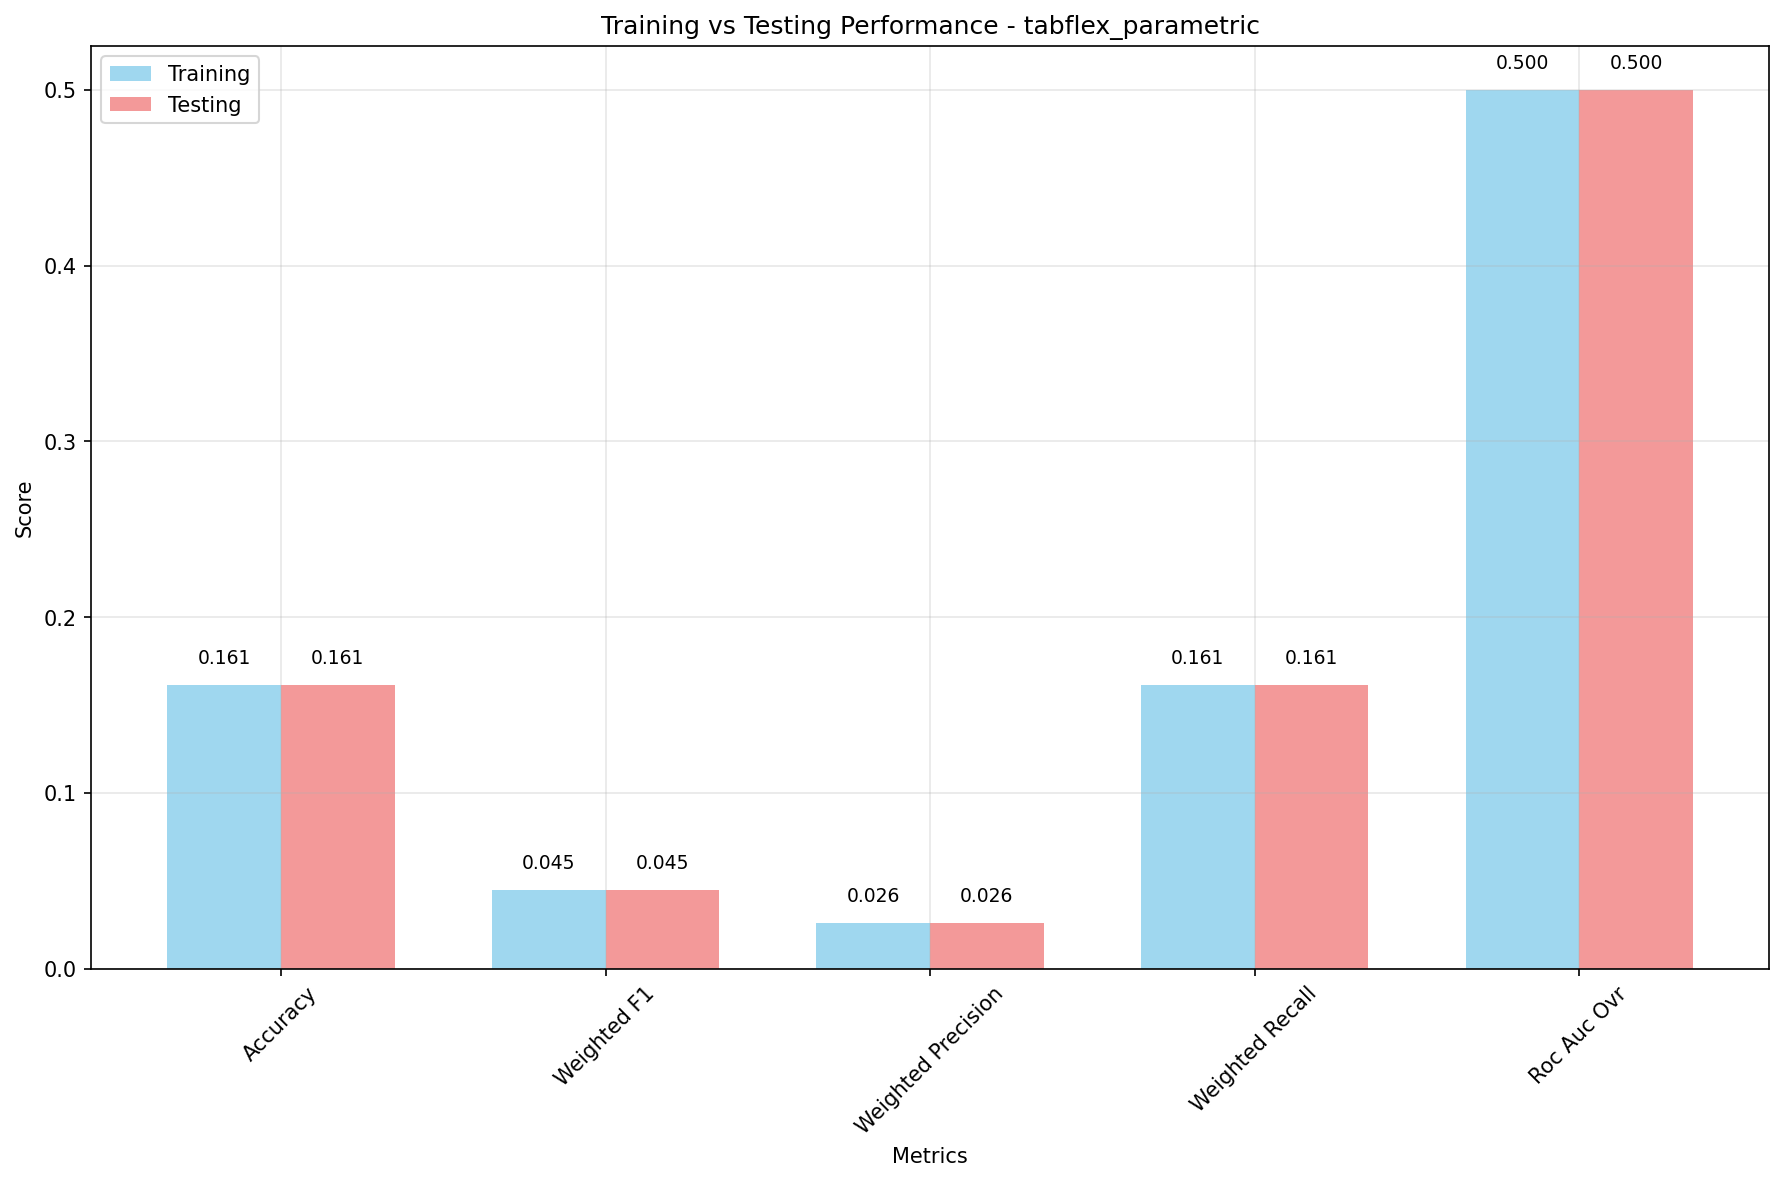 Training vs Testing Performance - tabflex_parametric
Training
Testing
Score
0.5
0.4
0.3
0.2
0.1
0.0
0.161
0.161
0.045
0.045
0.026
0.026
0.161
0.161
0.500
0.500
Accuracy
Weighted F1
Weighted Precision
Weighted Recall
Roc Auc Ovr
Metrics